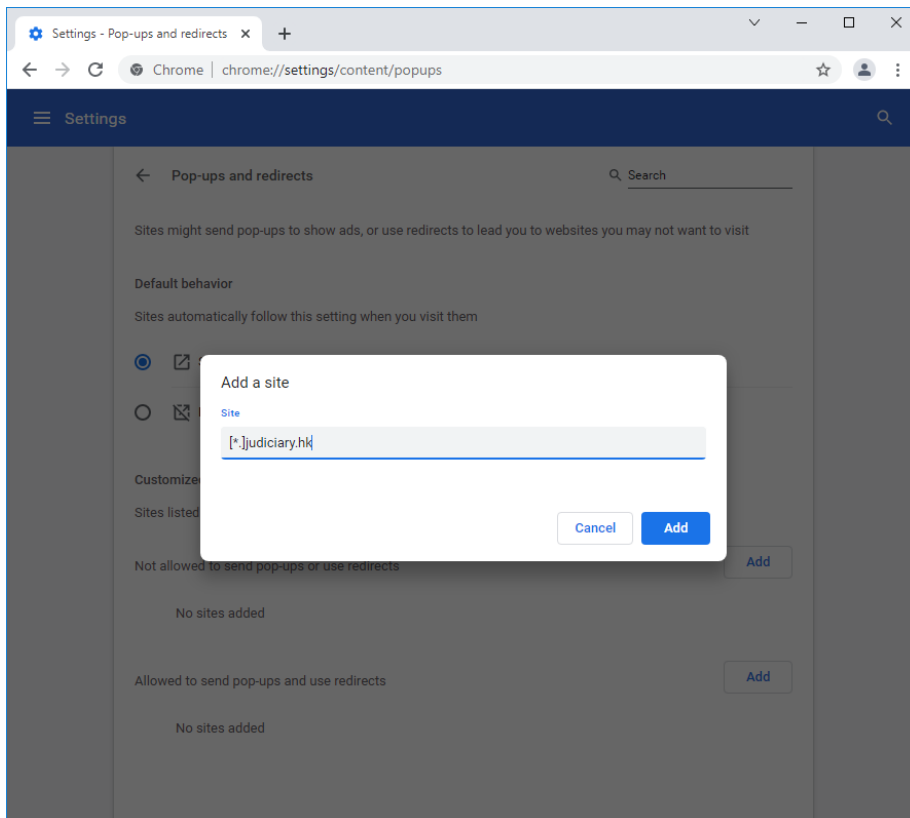 Settings - Pop-ups and redirects
Chrome | chrome://settings/content/popups
Settings
Pop-ups and redirects
Search
Sites might send pop-ups to show ads, or use redirects to lead you to websites you may not want to visit
Default behavior
Sites automatically follow this setting when you visit them
Add a site
Site
[*.]judiciary.hk
Customized
Sites listed
Cancel
Add
Not allowed to send pop-ups or use redirects
Add
No sites added
Allowed to send pop-ups and use redirects
Add
No sites added